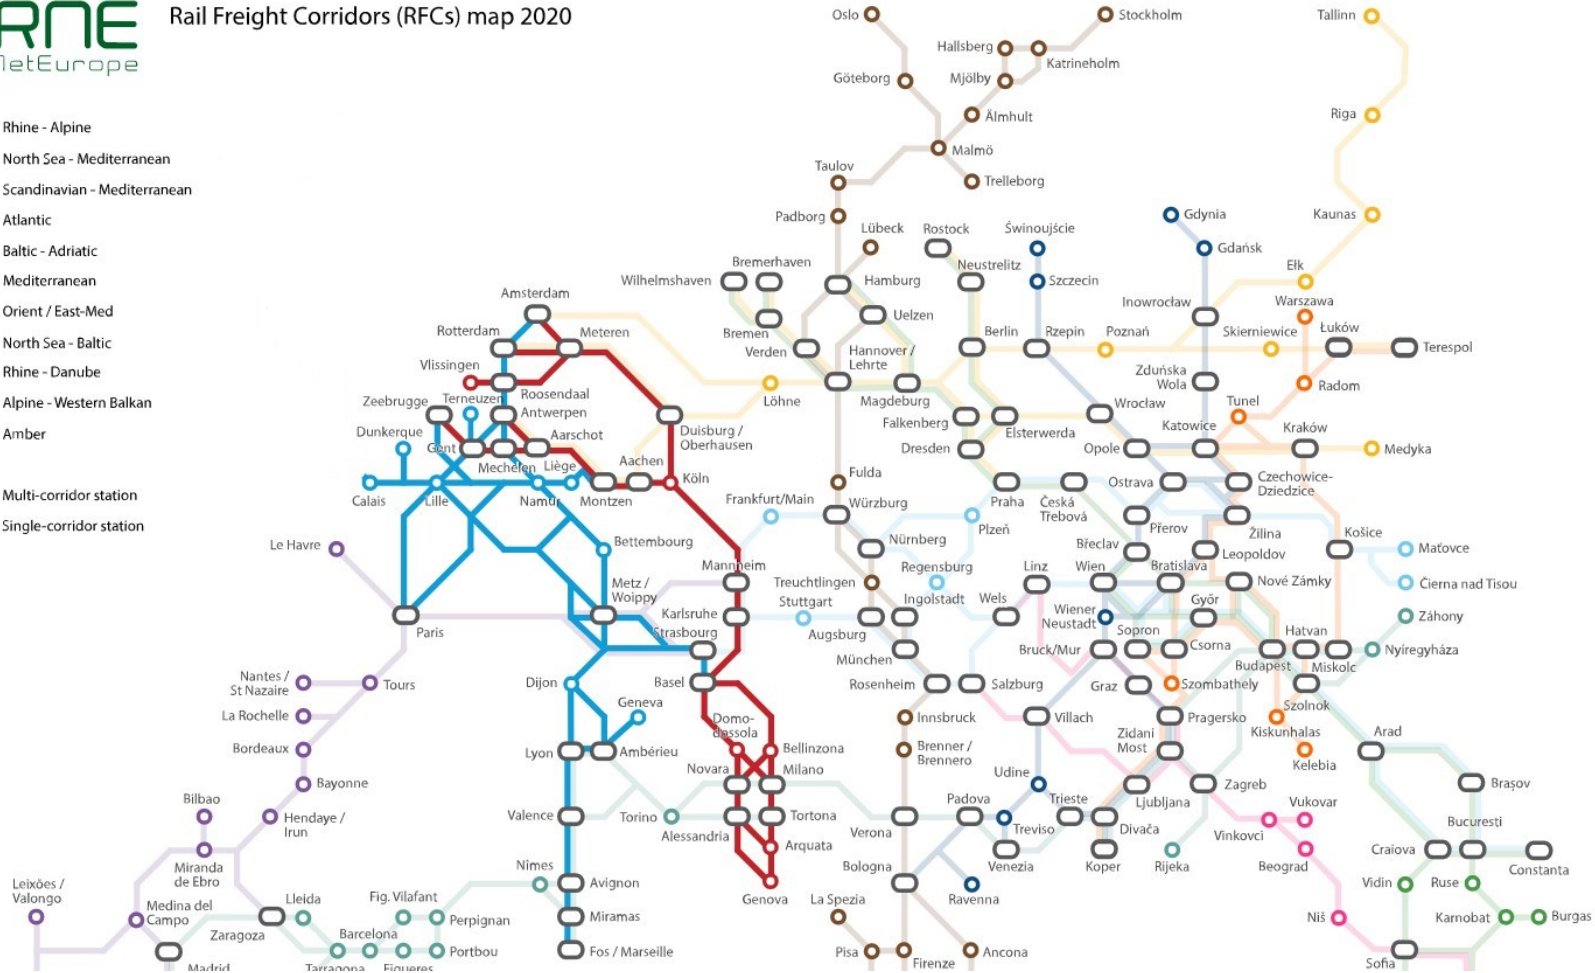 RNE
NetEurope
Rail Freight Corridors (RFCs) map 2020
Rhine - Alpine
North Sea - Mediterranean
Scandinavian - Mediterranean
Atlantic
Baltic - Adriatic
Mediterranean
Orient / East-Med
North Sea - Baltic
Rhine - Danube
Alpine - Western Balkan
Amber
Multi-corridor station
Single-corridor station
Oslo
Stockholm
Tallinn
Hallsberg
Katrineholm
Göteborg
Mjölby
Älmhult
Riga
Malmö
Taulov
Trelleborg
Padborg
Gdynia
Kaunas
Lübeck
Rostock
Świnoujście
Gdańsk
Bremerhaven
Neustrelitz
Ełk
Wilhelmshaven
Hamburg
Szczecin
Amsterdam
Inowrocław
Warszawa
Uelzen
Rotterdam
Meteren
Bremen
Berlin
Rzepin
Poznań
Skierniewice
Łuków
Terespol
Verden
Hannover /
Lehrte
Vlissingen
Zduńska
Wola
Radom
Roosendaal
Löhne
Magdeburg
Zeebrugge
Terneuzen
Antwerpen
Wrocław
Tunel
Dunkerque
Aarschot
Duisburg /
Oberhausen
Falkenberg
Elsterwerda
Katowice
Kraków
Gent
Dresden
Opole
Medyka
Mechelen
Liège
Aachen
Köln
Fulda
Ostrava
Czechowice-
Dziedzice
Calais
Lille
Namur
Montzen
Frankfurt/Main
Würzburg
Praha
Česká
Třebová
Plzeň
Přerov
Žilina
Košice
Le Havre
Bettembourg
Nürnberg
Břeclav
Leopoldov
Maťovce
Mannheim
Regensburg
Linz
Wien
Bratislava
Metz /
Woippy
Treuchtlingen
Nové Zámky
Čierna nad Tisou
Stuttgart
Ingolstadt
Wels
Győr
Karlsruhe
Wiener
Neustadt
Záhony
Paris
Strasbourg
Augsburg
Sopron
Hatvan
Csorna
München
Bruck/Mur
Budapest
Miskolc
Nyíregyháza
Nantes /
St Nazaire
Tours
Dijon
Basel
Rosenheim
Salzburg
Graz
Szombathely
Geneva
Szolnok
La Rochelle
Domo-
dossola
Innsbruck
Villach
Pragersko
Kiskunhalas
Arad
Bordeaux
Lyon
Ambérieu
Bellinzona
Brenner /
Brennero
Zidani
Most
Kelebia
Novara
Milano
Udine
Bayonne
Ljubljana
Zagreb
Brașov
Bilbao
Padova
Trieste
Vukovar
Hendaye /
Irun
Valence
Torino
Tortona
Verona
Treviso
Divača
Vinkovci
București
Alessandria
Arquata
Miranda
de Ebro
Nîmes
Bologna
Venezia
Koper
Rijeka
Beograd
Craiova
Constanta
Leixões /
Valongo
Avignon
Genova
La Spezia
Ravenna
Vidin
Ruse
Medina del
Campo
Lleida
Fig. Vilafant
Perpignan
Miramas
Niš
Karnobat
Burgas
Zaragoza
Barcelona
Portbou
Fos / Marseille
Pisa
Firenze
Ancona
Sofia
Madrid
Tarragona
Figueres